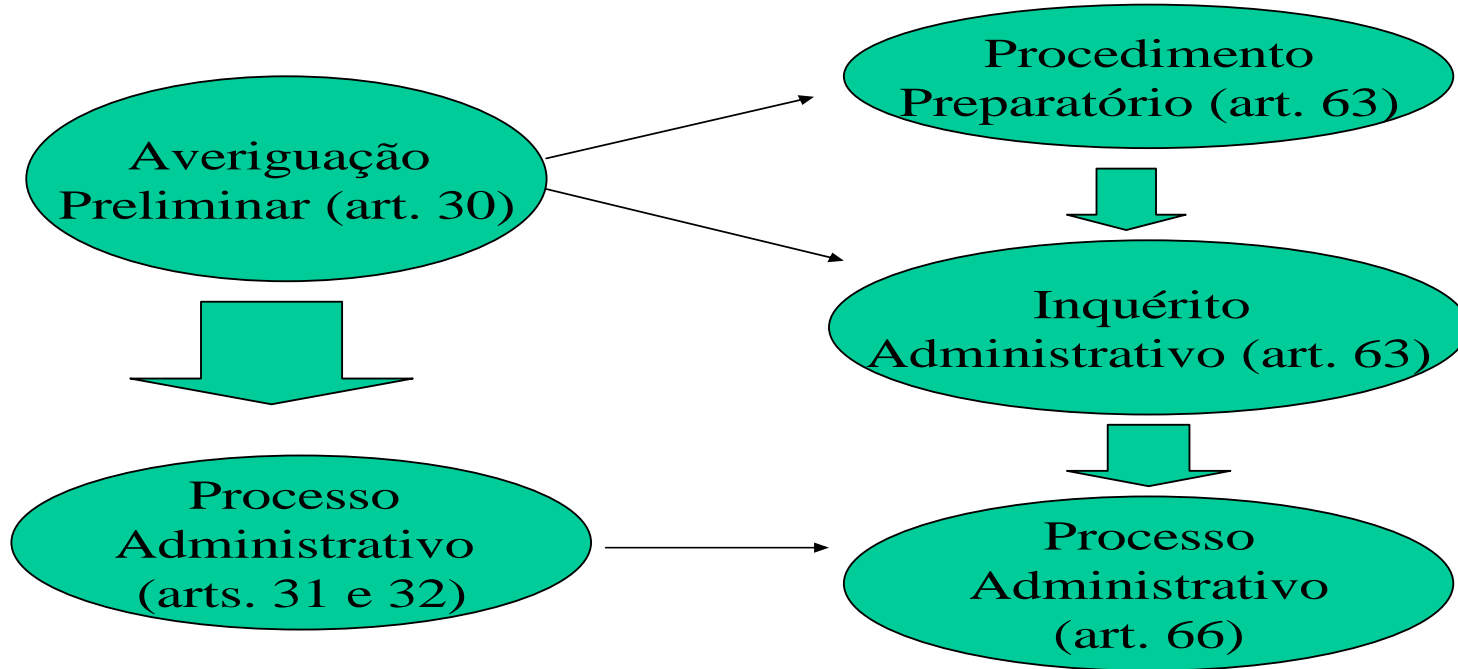 Averiguação
Preliminar (art. 30)
Processo
Administrativo
(arts. 31 e 32)
Procedimento
Preparatório (art. 63)
Inquérito
Administrativo (art. 63)
Processo
Administrativo
(art. 66)